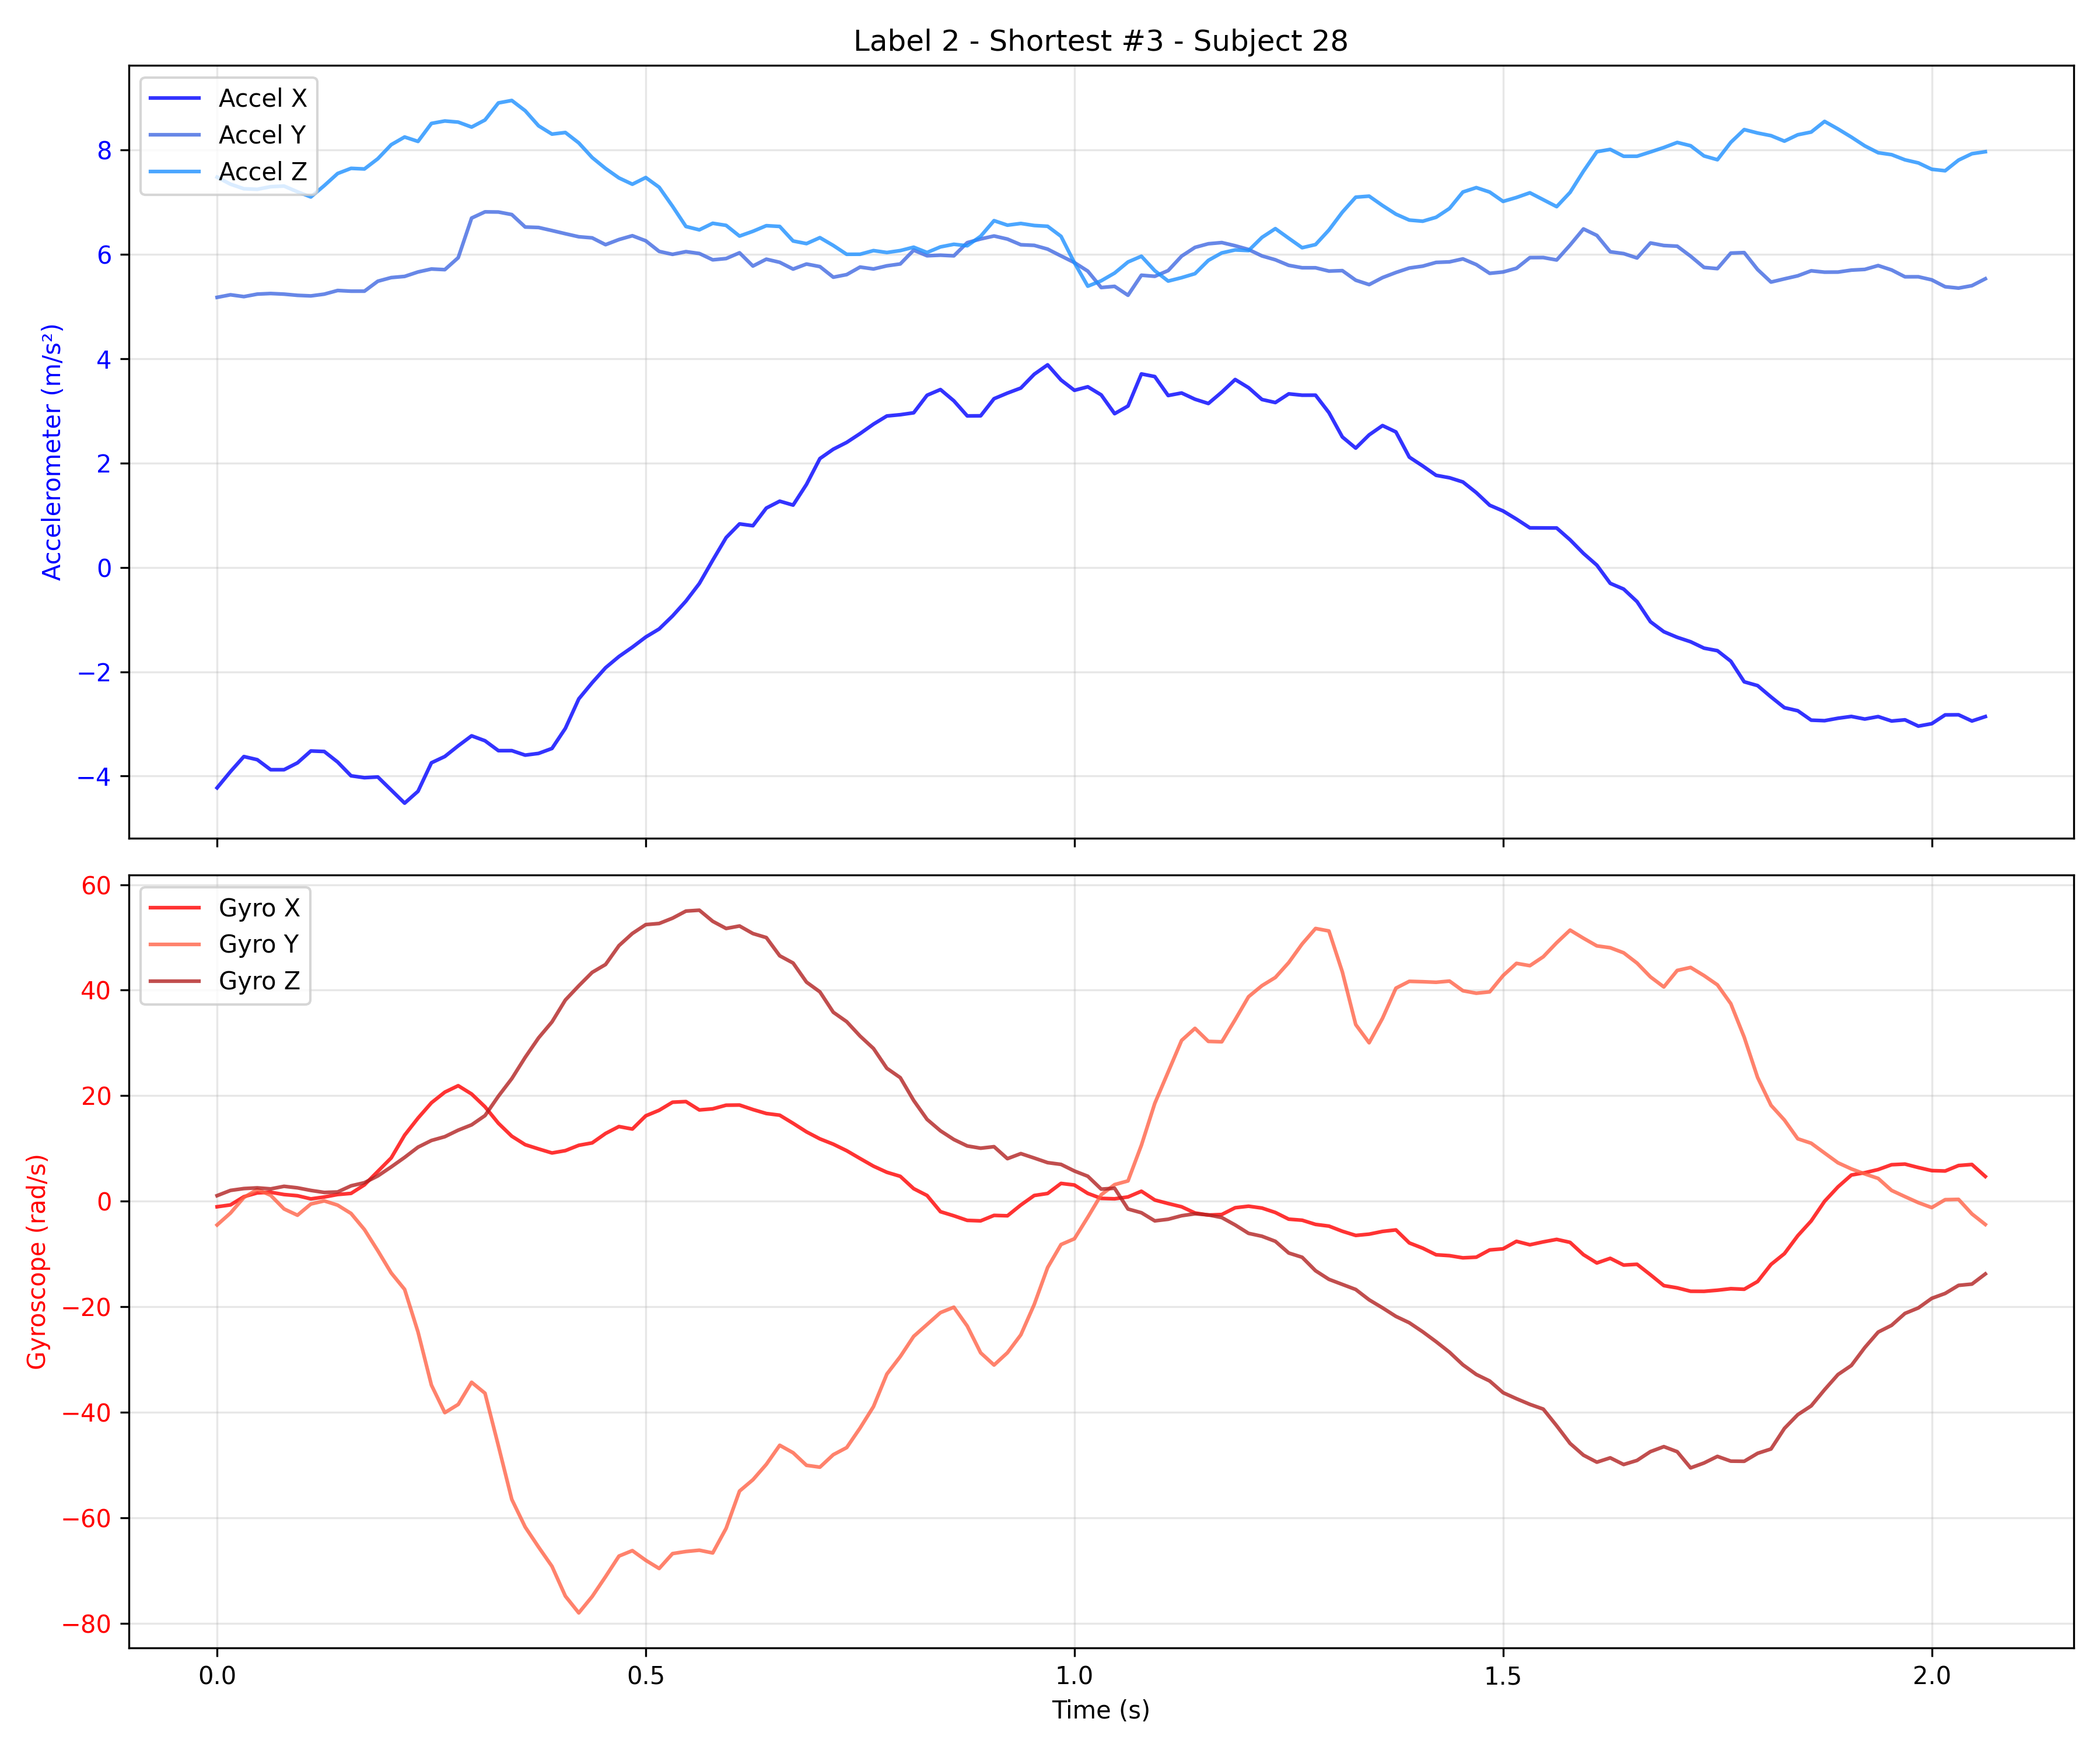 Label 2 - Shortest #3 - Subject 28
Accel X
Accel Y
Accel Z
8
6
4
2
0
−2
−4
Accelerometer (m/s²)
Gyro X
Gyro Y
Gyro Z
60
40
20
0
−20
−40
−60
−80
Gyroscope (rad/s)
0.0 0.5 1.0 1.5 2.0
Time (s)